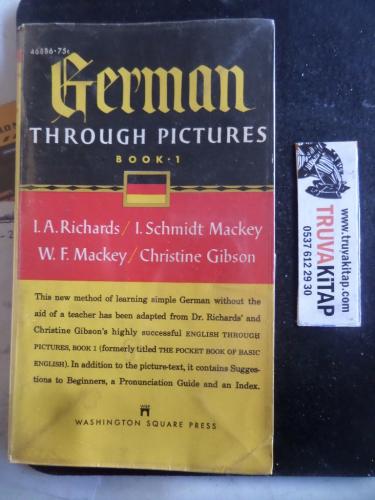 46886·75¢
German
THROUGH PICTURES
BOOK·1
I. A. Richards / I. Schmidt Mackey
W. F. Mackey / Christine Gibson
This new method of learning simple German without the
aid of a teacher has been adapted from Dr. Richards' and
Christine Gibson's highly successful ENGLISH THROUGH
PICTURES, BOOK 1 (formerly titled THE POCKET BOOK OF BASIC
ENGLISH). In addition to the picture-text, it contains Sugges-
tions to Beginners, a Pronunciation Guide and an Index.
WSP
WASHINGTON SQUARE PRESS
www.truvakitap.com
TRUVAKITAP
0537 612 29 30